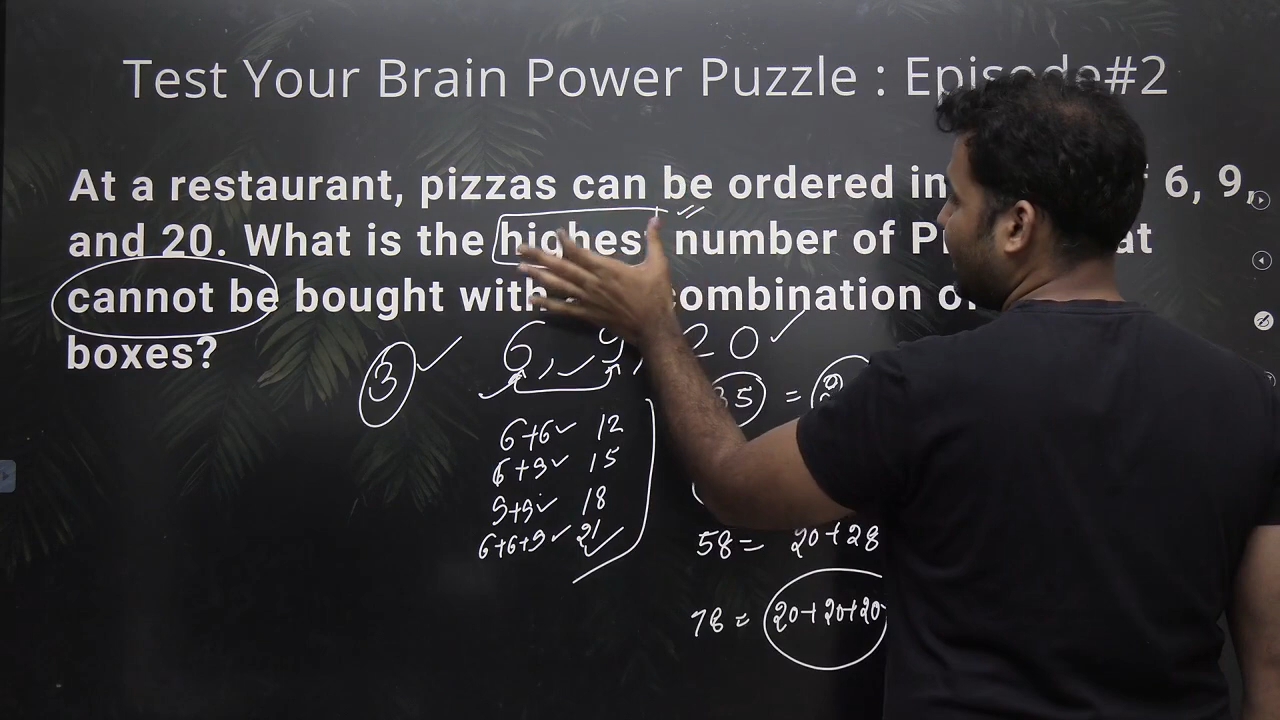 Test Your Brain Power Puzzle : Episode#2
At a restaurant, pizzas can be ordered in 6, 9,
and 20. What is the highest number of
cannot be bought with combination
boxes?
3 6, 9, 20
35 =
6+6 12
6+9 15
9+9 18
6+6+9 21
58= 20+28
78= 20+20+20